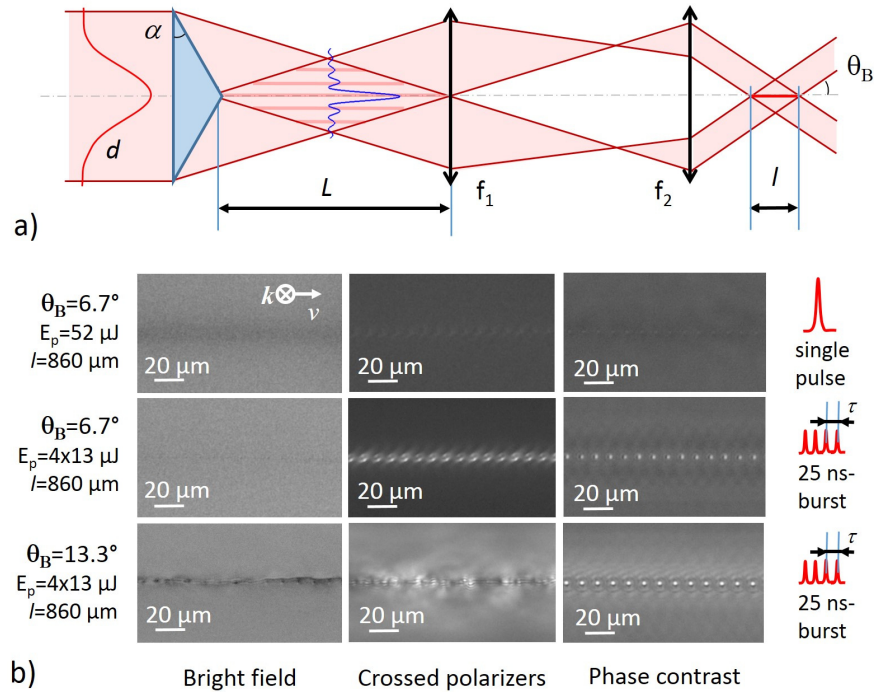 α
d
L
f1
f2
l
θB
a)
θB=6.7°
Ep=52 µJ
l=860 µm
k v
20 µm
20 µm
20 µm
single
pulse
θB=6.7°
Ep=4x13 µJ
l=860 µm
20 µm
20 µm
20 µm
τ
25 ns-
burst
θB=13.3°
Ep=4x13 µJ
l=860 µm
20 µm
20 µm
20 µm
τ
25 ns-
burst
b)
Bright field
Crossed polarizers
Phase contrast